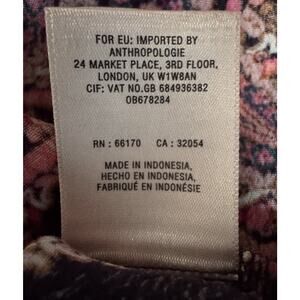 FOR EU: IMPORTED BY
ANTHROPOLOGIE
24 MARKET PLACE, 3RD FLOOR,
LONDON, UK W1W8AN
CIF: VAT NO.GB 684936382
OB678284
RN : 66170 CA : 32054
MADE IN INDONESIA,
HECHO EN INDONESIA,
FABRIQUÉ EN INDONÉSIE